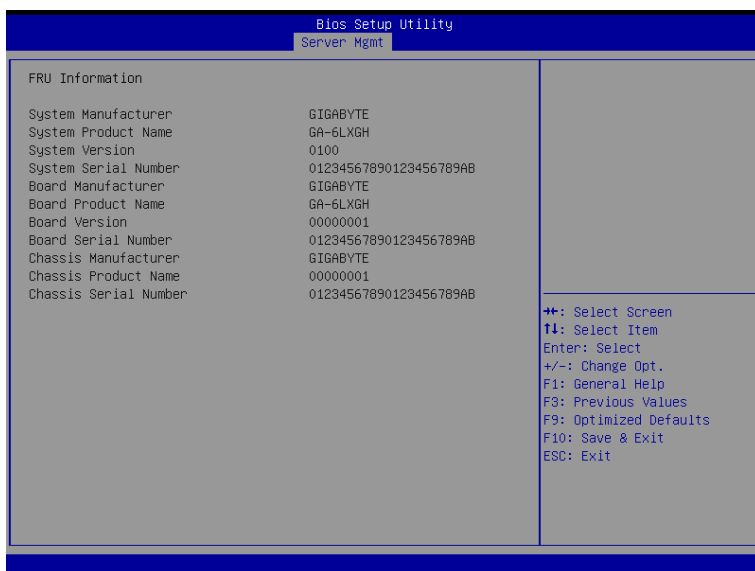 Bios Setup Utility
Server Mgmt
FRU Information
System Manufacturer GIGABYTE
System Product Name GA-6LXGH
System Version 0100
System Serial Number 01234567890123456789AB
Board Manufacturer GIGABYTE
Board Product Name GA-6LXGH
Board Version 00000001
Board Serial Number 01234567890123456789AB
Chassis Manufacturer GIGABYTE
Chassis Product Name 00000001
Chassis Serial Number 01234567890123456789AB
→←: Select Screen
↑↓: Select Item
Enter: Select
+/-: Change Opt.
F1: General Help
F3: Previous Values
F9: Optimized Defaults
F10: Save & Exit
ESC: Exit